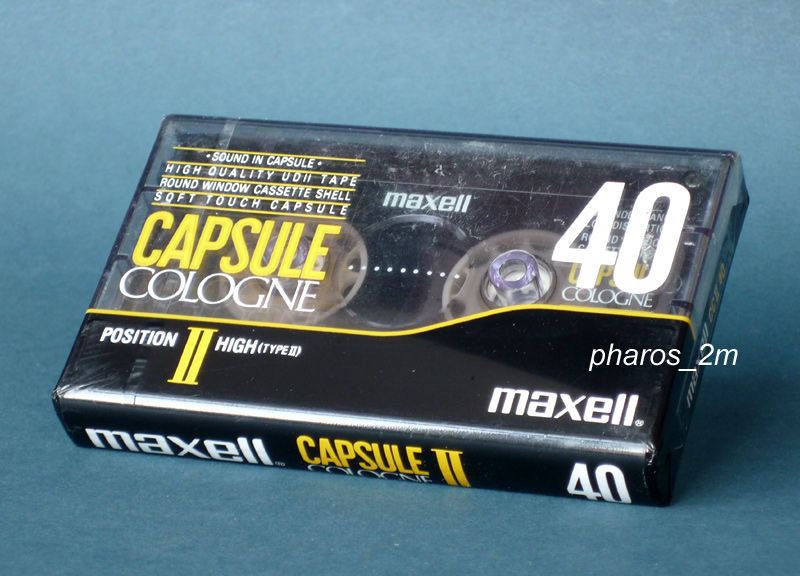 • SOUND IN CAPSULE •
HIGH QUALITY UDII TAPE
ROUND WINDOW CASSETTE SHELL
SOFT TOUCH CAPSULE
CAPSULE
COLOGNE
maxell
40
CAPSULE
COLOGNE
POSITION II HIGH (TYPE II)
pharos_2m
maxell®
maxell® CAPSULE II 40
COLOGNE